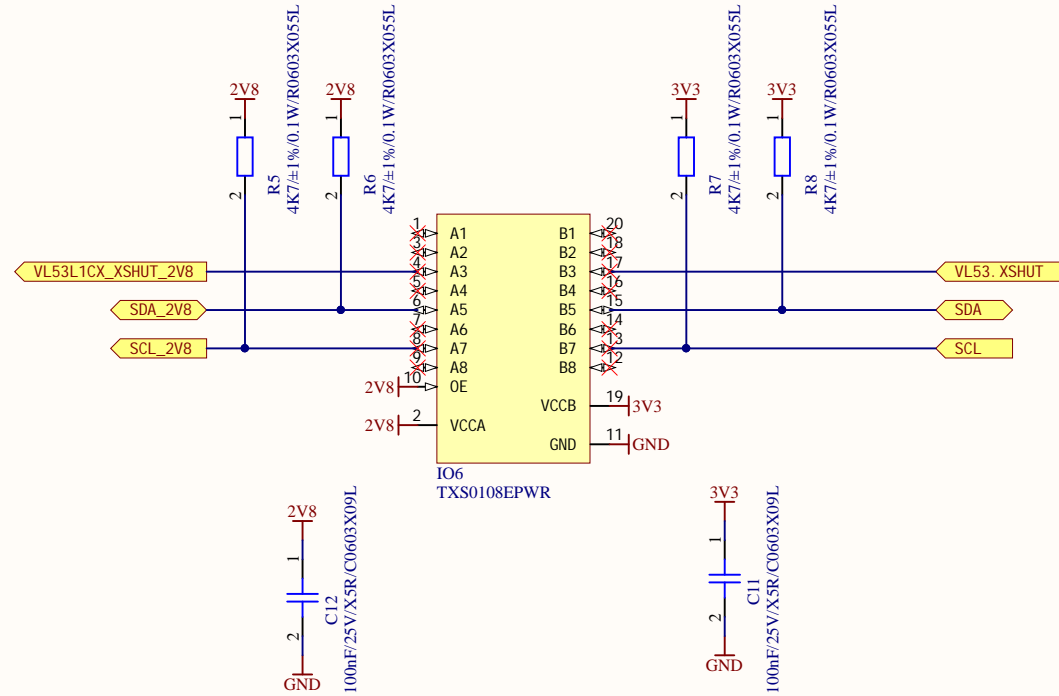 2V8
2V8
3V3
3V3
1
1
1
1
2
2
2
2
R5
4K7/±1%/0.1W/R0603X055L
R6
4K7/±1%/0.1W/R0603X055L
R7
4K7/±1%/0.1W/R0603X055L
R8
4K7/±1%/0.1W/R0603X055L
1 A1 B1 20
3 A2 B2 18
VL53L1CX_XSHUT_2V8 4 A3 B3 17 VL53.XSHUT
5 A4 B4 16
SDA_2V8 6 A5 B5 15 SDA
7 A6 B6 14
SCL_2V8 8 A7 B7 13 SCL
9 A8 B8 12
2V8 10 OE
VCCB 19 3V3
2V8 2 VCCA
GND 11 GND
IO6
TXS0108EPWR
2V8
1
2
C12
100nF/25V/X5R/C0603X09L
GND
3V3
1
2
C11
100nF/25V/X5R/C0603X09L
GND